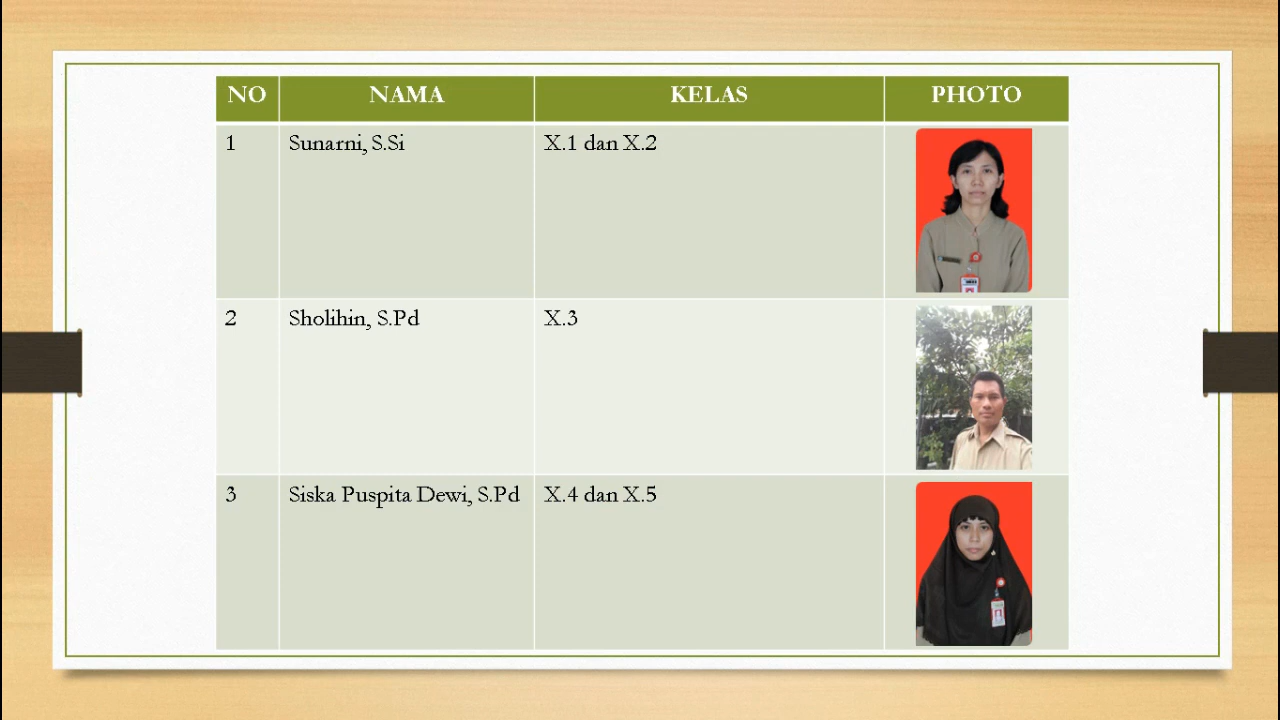 NO NAMA KELAS PHOTO
1 Sunarni, S.Si X.1 dan X.2
2 Sholihin, S.Pd X.3
3 Siska Puspita Dewi, S.Pd X.4 dan X.5